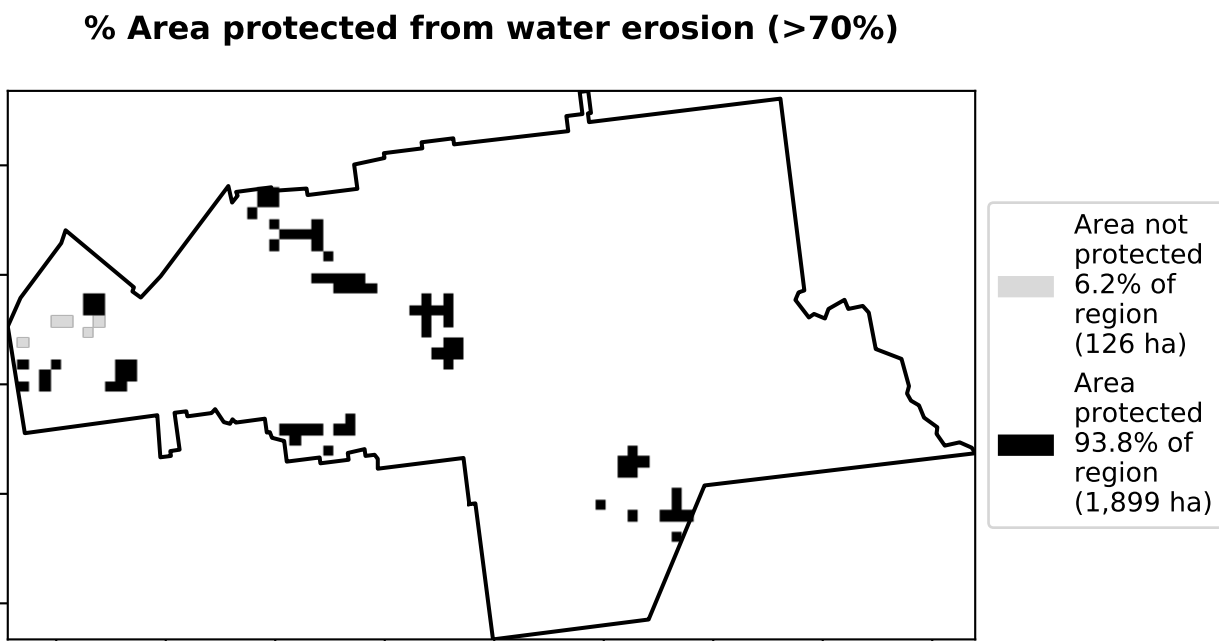 % Area protected from water erosion (>70%)
Area not
protected
6.2% of
region
(126 ha)
Area
protected
93.8% of
region
(1,899 ha)